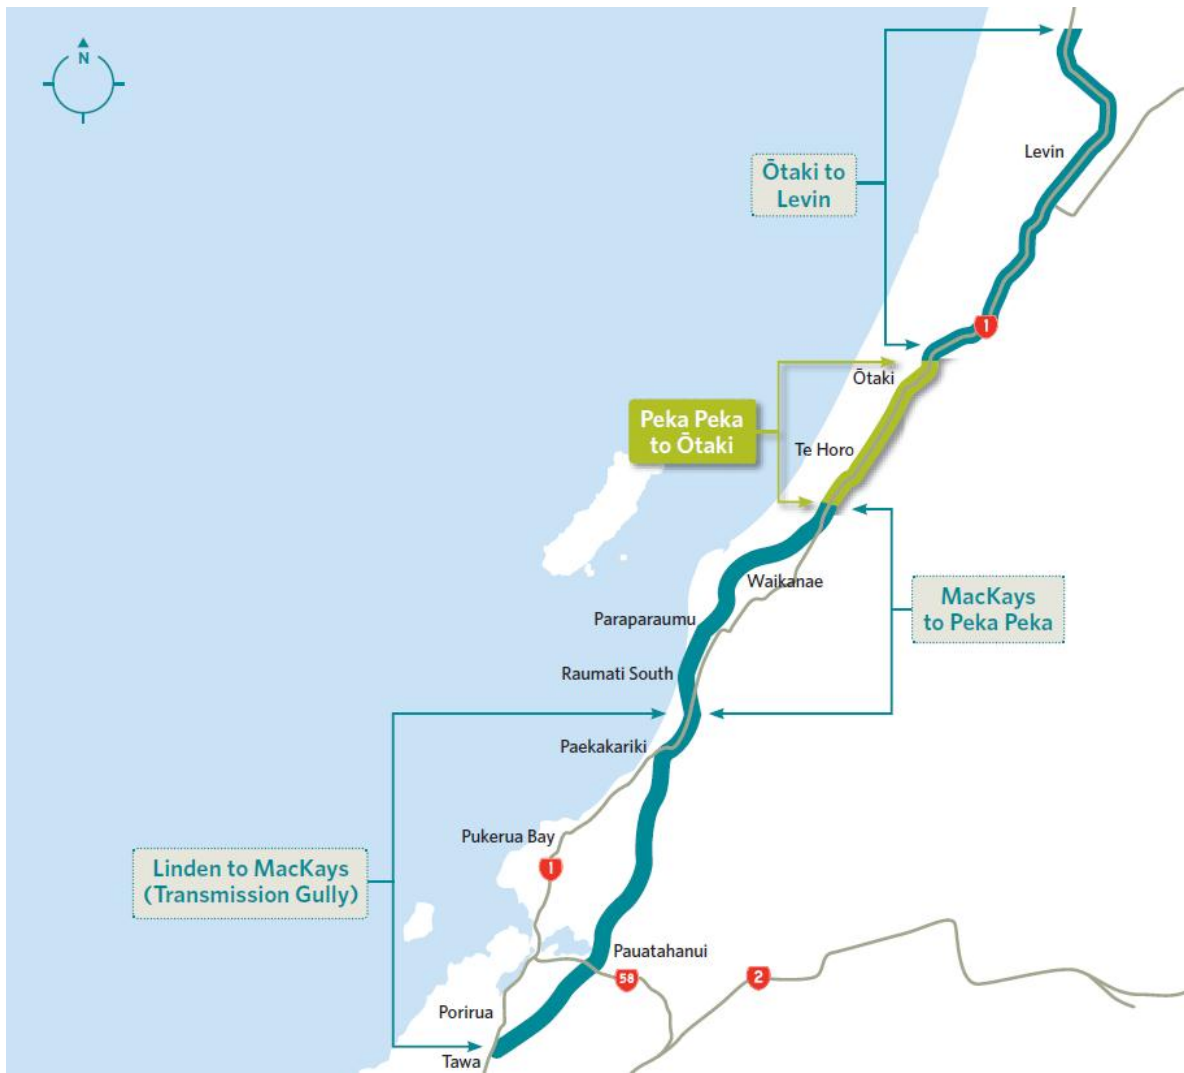 N
Levin
Ōtaki to
Levin
1
Ōtaki
Peka Peka
to Ōtaki
Te Horo
Waikanae
MacKays
to Peka Peka
Paraparaumu
Raumati South
Paekakariki
Pukerua Bay
1
Linden to MacKays
(Transmission Gully)
Pauatahanui
58
2
Porirua
Tawa